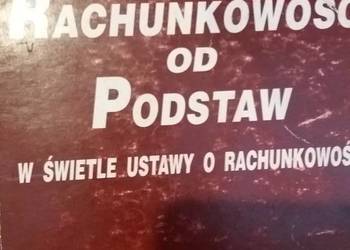 RACHUNKOWOŚĆ
OD
PODSTAW
W ŚWIETLE USTAWY O RACHUNKOWOŚ